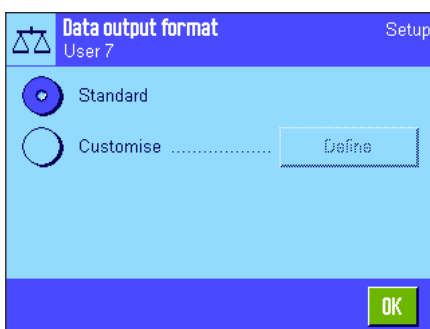 Data output format
Setup
User 7
Standard
Customise ................... Define
OK